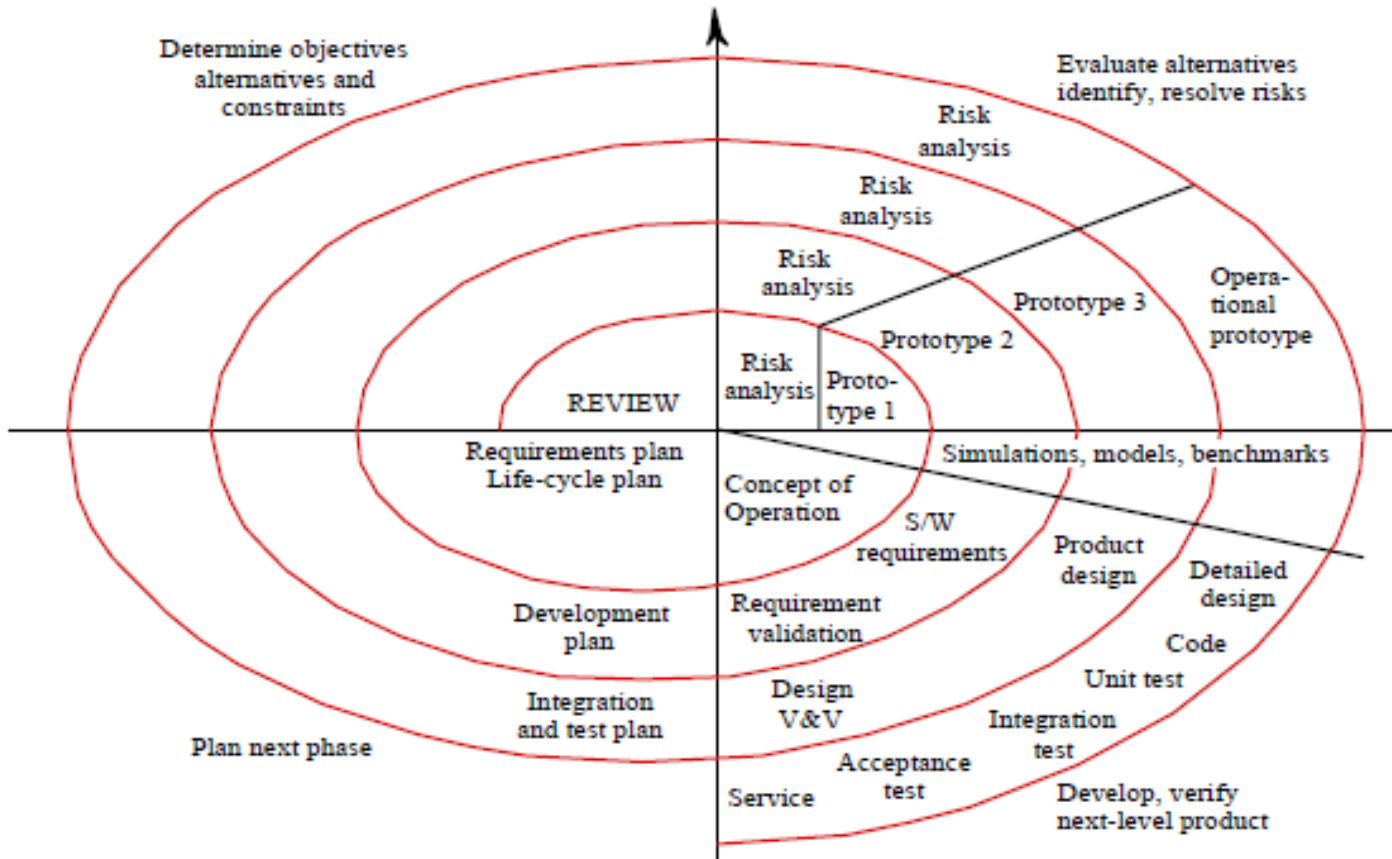 Determine objectives
alternatives and
constraints
Evaluate alternatives
identify, resolve risks
Risk
analysis
Risk
analysis
Risk
analysis
Risk
analysis
Proto-
type 1
Prototype 2
Prototype 3
Opera-
tional
protoype
REVIEW
Requirements plan
Life-cycle plan
Development
plan
Integration
and test plan
Plan next phase
Simulations, models, benchmarks
Concept of
Operation
S/W
requirements
Product
design
Detailed
design
Requirement
validation
Code
Unit test
Design
V&V
Integration
test
Acceptance
test
Service
Develop, verify
next-level product